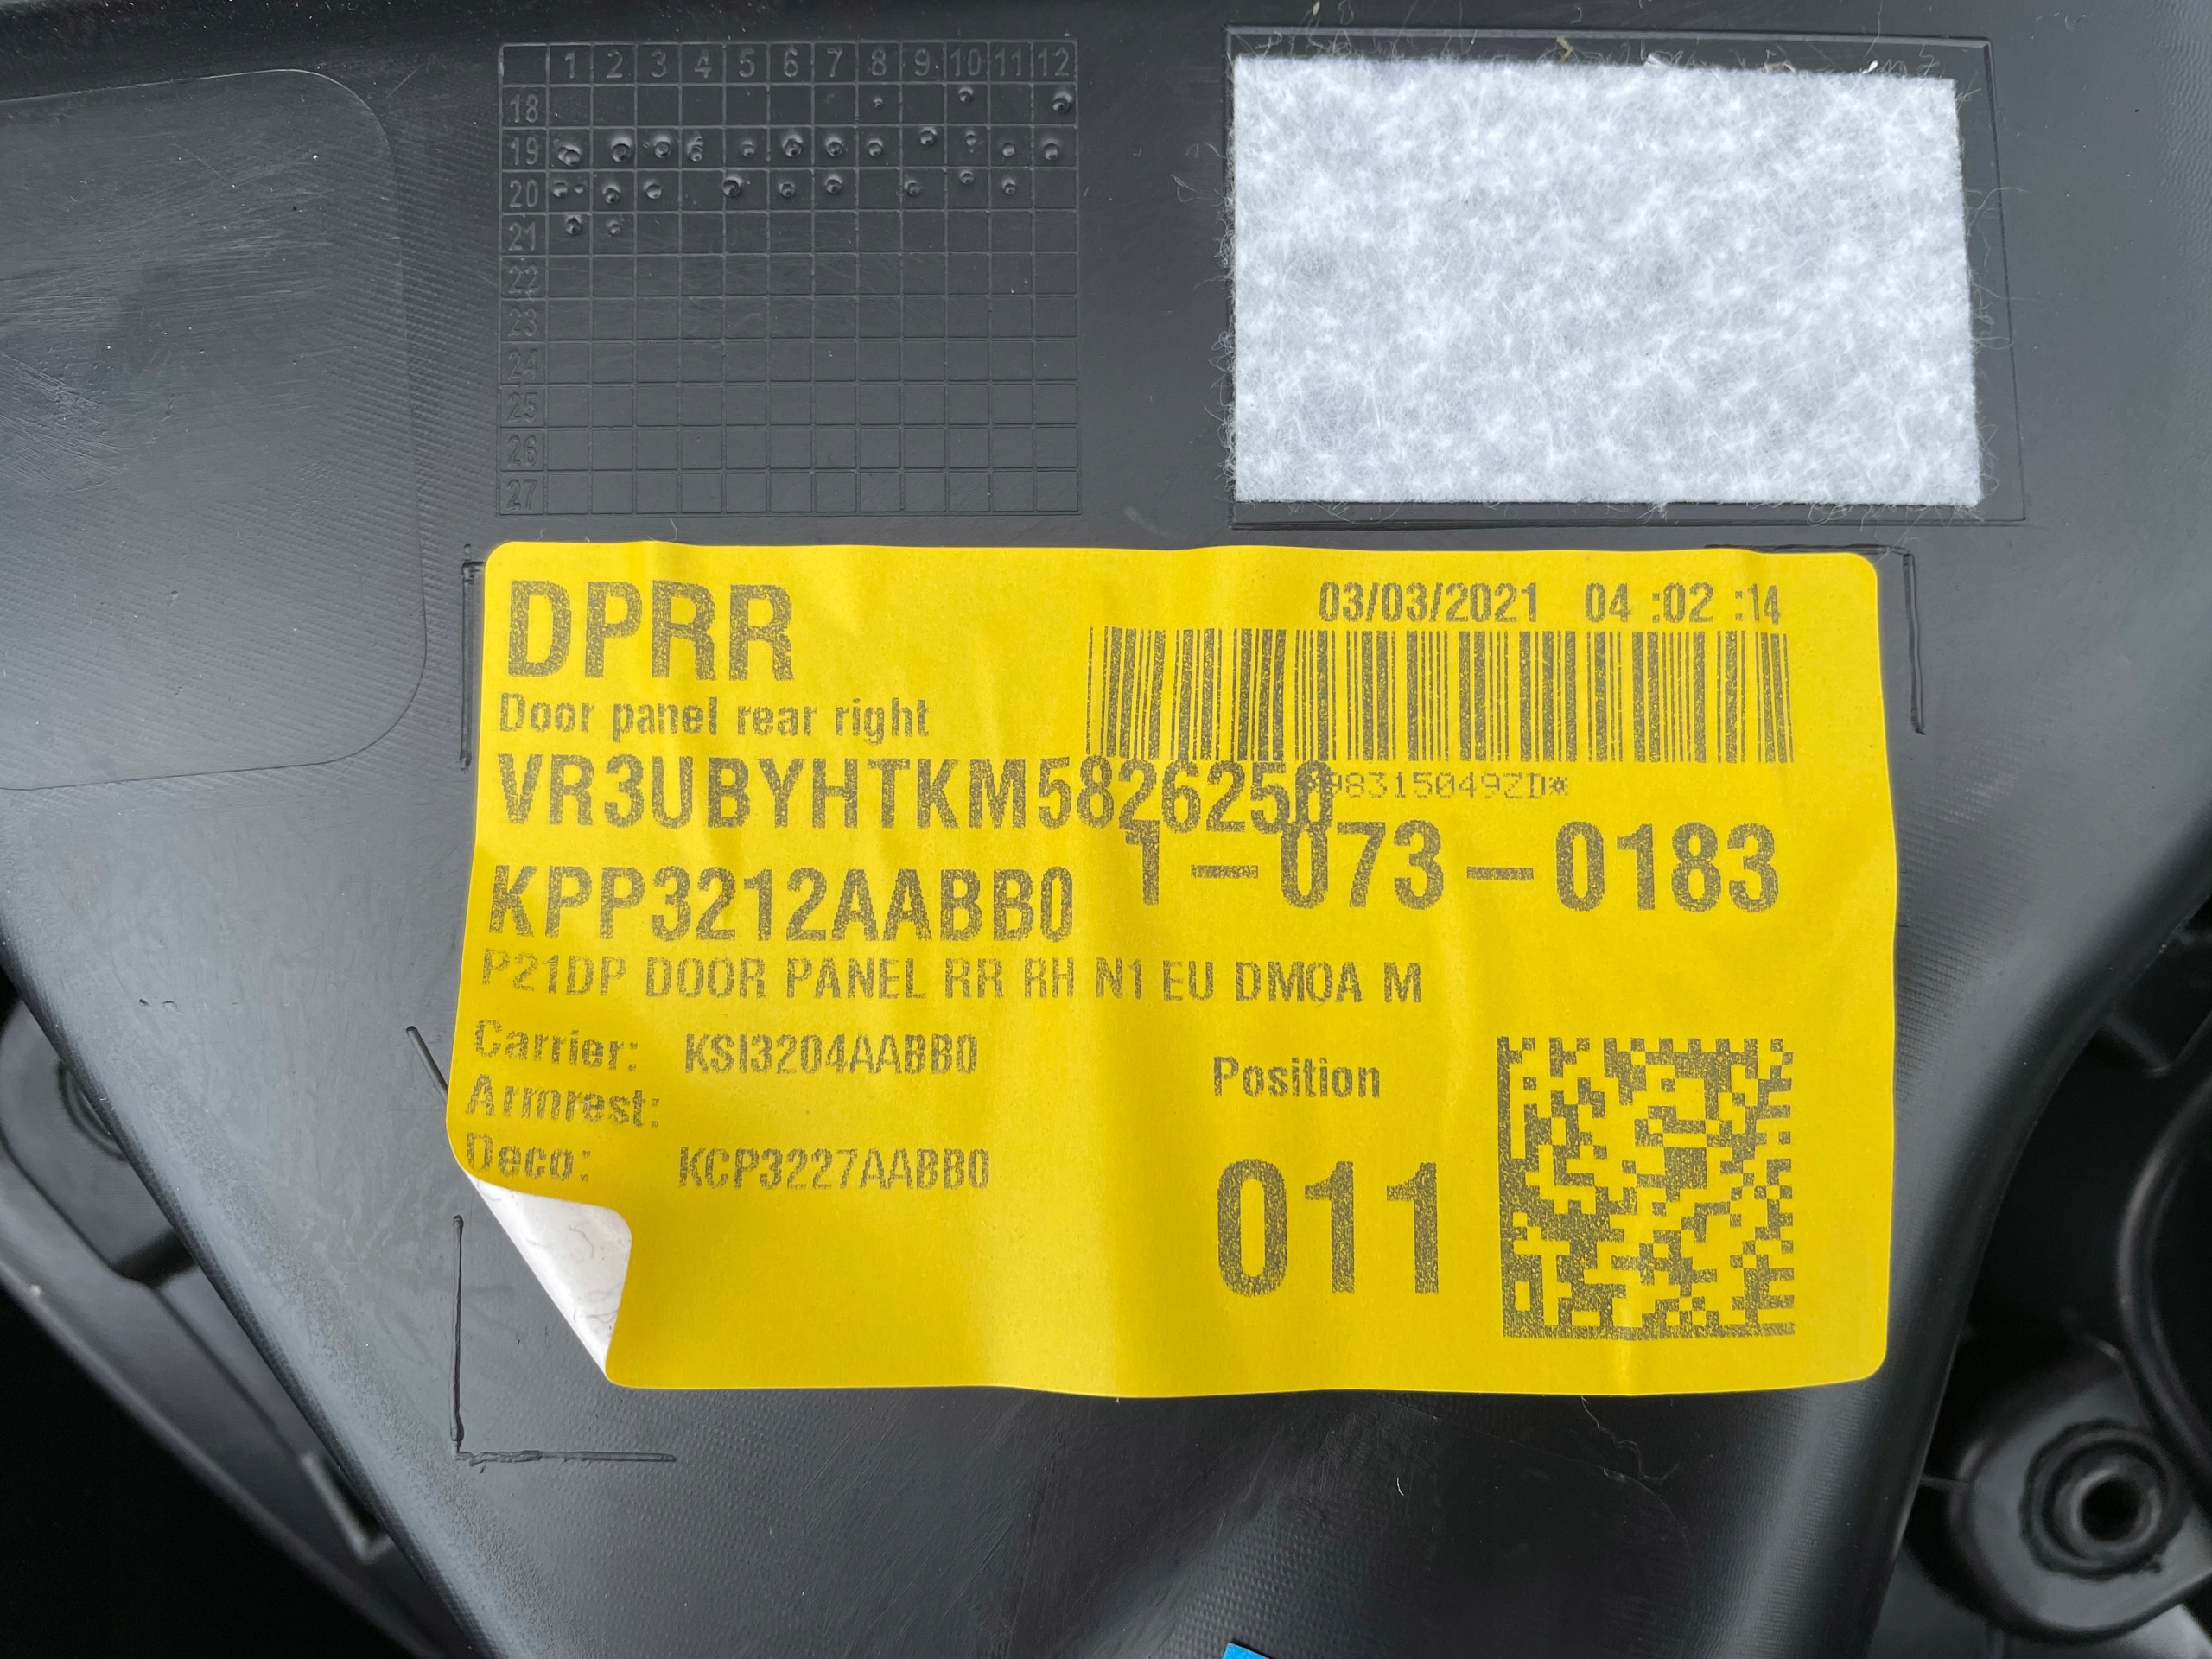 1 2 3 4 5 6 7 8 9 10 11 12
18
19
20
21
22
23
24
25
26
27
DPRR
03/03/2021 04 :02 :14
Door panel rear right
VR3UBYHTKM5826250
98315049ZD*
1-073-0183
KPP3212AABB0
P21DP DOOR PANEL RR RH N1 EU DMOA M
Carrier: KSI3204AABB0
Armrest:
Deco: KCP3227AABB0
Position
011